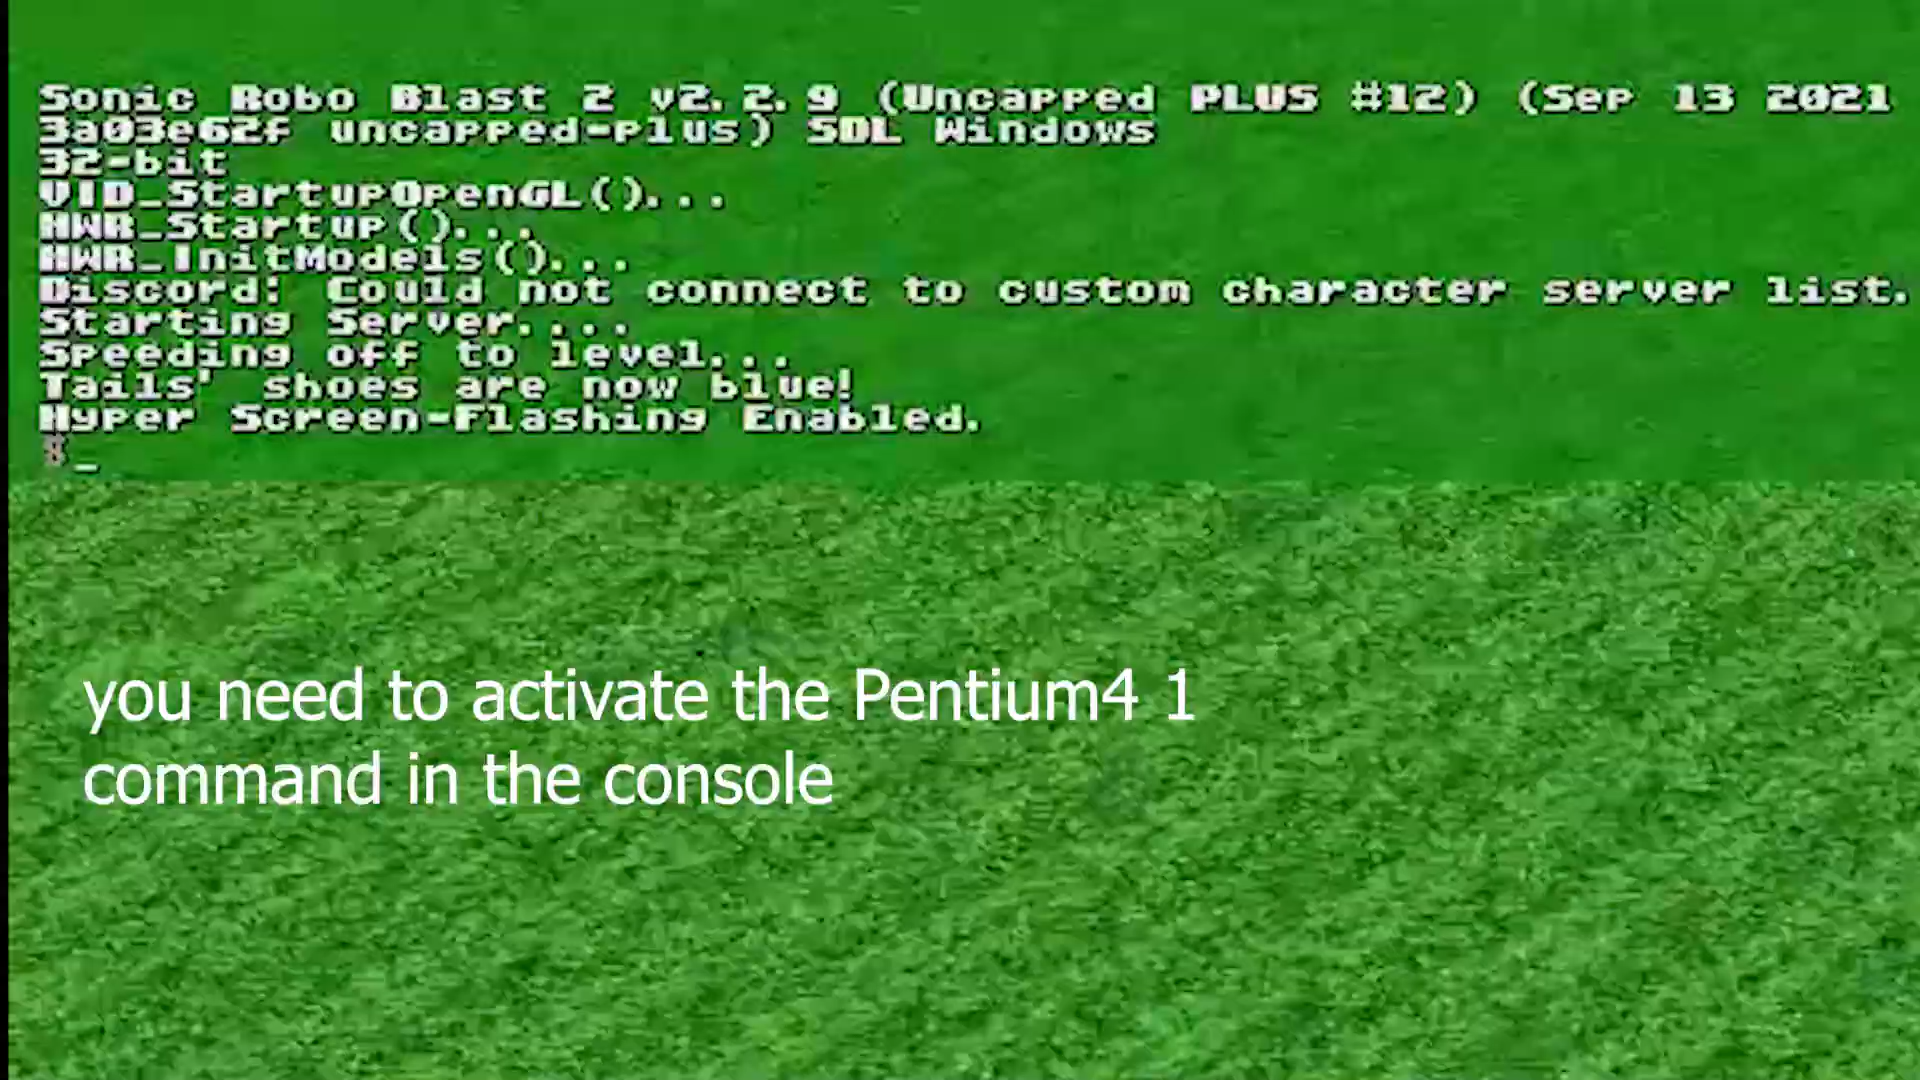 Sonic Robo Blast 2 v2.2.9 (Uncapped PLUS #12) (Sep 13 2021
3a03e62f uncapped-plus) SDL Windows
32-bit
VID_StartupOpenGL()...
HWR_Startup()...
HWR_InitModels()...
Discord: Could not connect to custom character server list.
Starting Server....
Speeding off to level...
Tails' shoes are now blue!
Hyper Screen-Flashing Enabled.
$_
you need to activate the Pentium4 1
command in the console